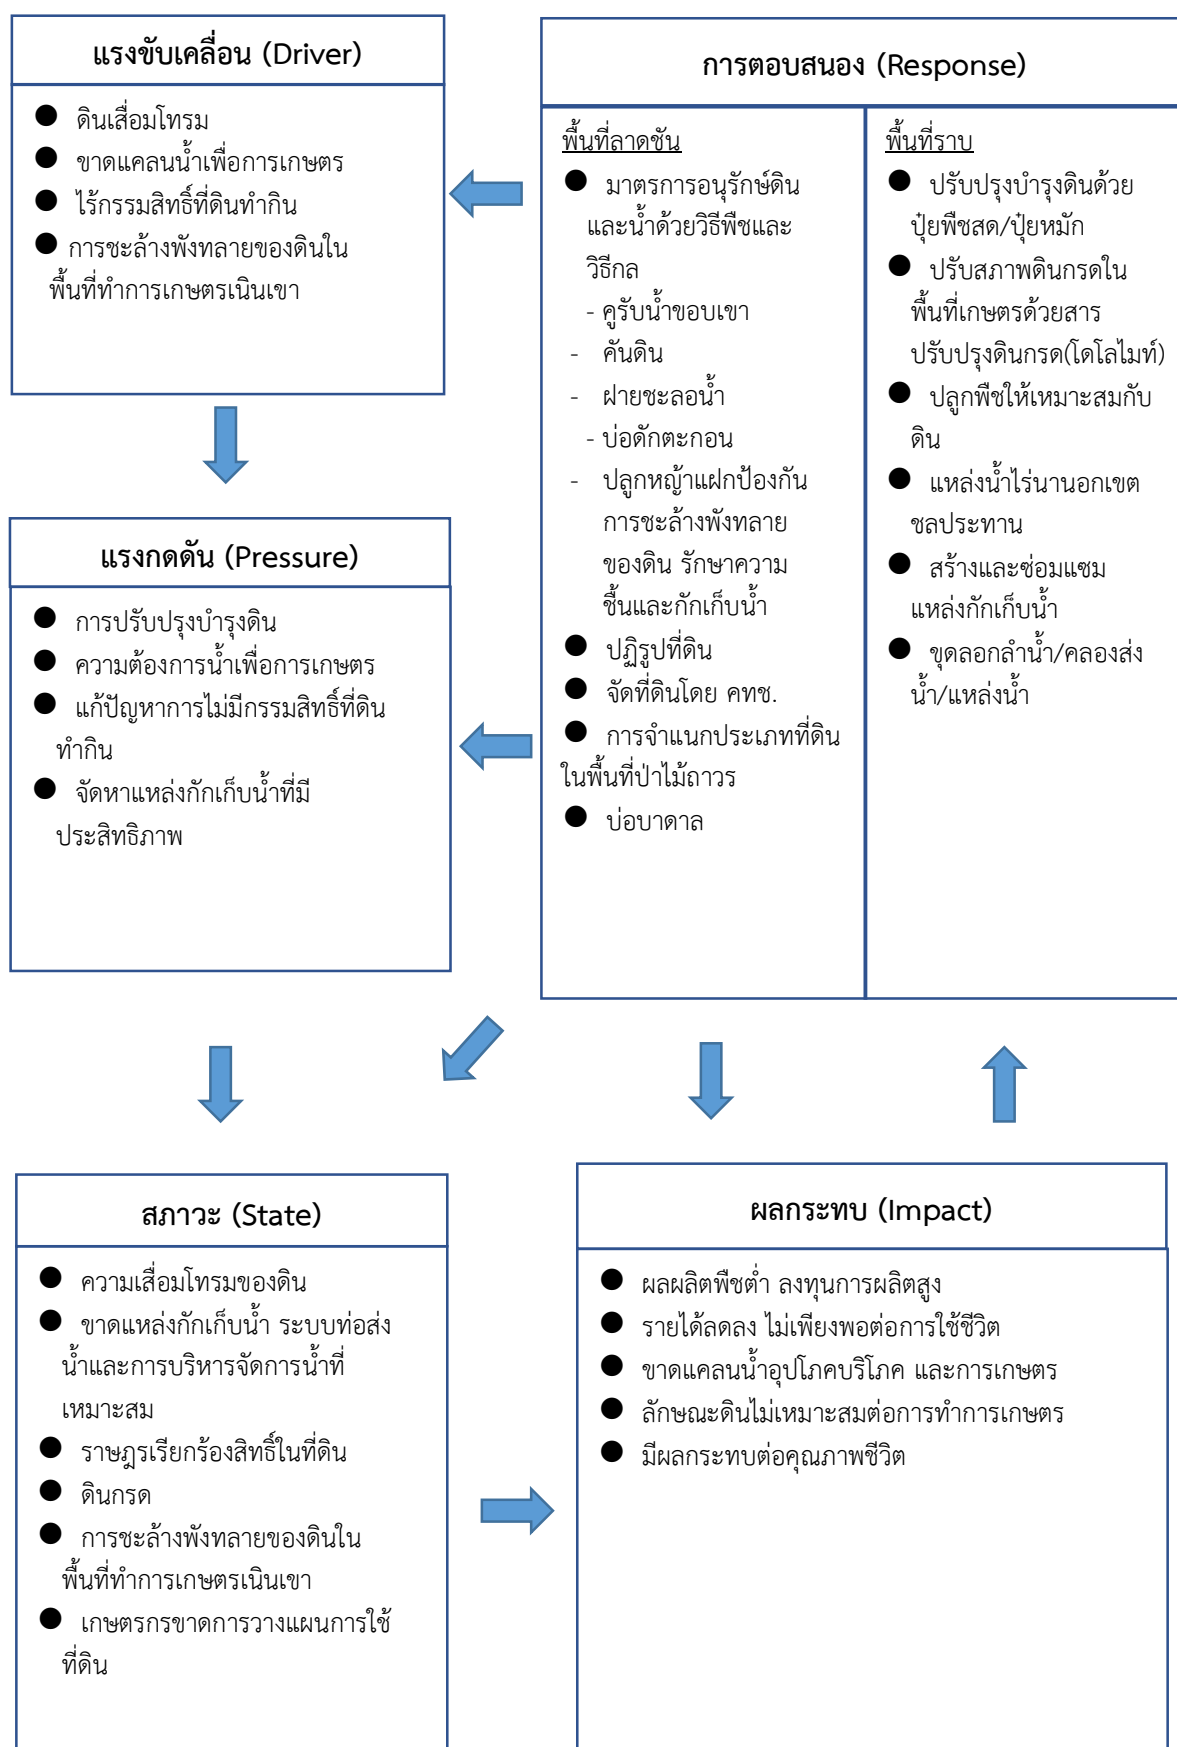 แรงขับเคลื่อน (Driver)
● ดินเสื่อมโทรม
● ขาดแคลนน้ำเพื่อการเกษตร
● ไร้กรรมสิทธิ์ที่ดินทำกิน
● การชะล้างพังทลายของดินใน
พื้นที่ทำการเกษตรเนินเขา
แรงกดดัน (Pressure)
● การปรับปรุงบำรุงดิน
● ความต้องการน้ำเพื่อการเกษตร
● แก้ปัญหาการไม่มีกรรมสิทธิ์ที่ดิน
ทำกิน
● จัดหาแหล่งกักเก็บน้ำที่มี
ประสิทธิภาพ
การตอบสนอง (Response)
พื้นที่ลาดชัน
● มาตรการอนุรักษ์ดิน
และน้ำด้วยวิธีพืชและ
วิธีกล
- คูรับน้ำขอบเขา
- คันดิน
- ฝายชะลอน้ำ
- บ่อดักตะกอน
- ปลูกหญ้าแฝกป้องกัน
การชะล้างพังทลาย
ของดิน รักษาความ
ชื้นและกักเก็บน้ำ
● ปฏิรูปที่ดิน
● จัดที่ดินโดย คทช.
● การจำแนกประเภทที่ดิน
ในพื้นที่ป่าไม้ถาวร
● บ่อบาดาล
พื้นที่ราบ
● ปรับปรุงบำรุงดินด้วย
ปุ๋ยพืชสด/ปุ๋ยหมัก
● ปรับสภาพดินกรดใน
พื้นที่เกษตรด้วยสาร
ปรับปรุงดินกรด(โดโลไมท์)
● ปลูกพืชให้เหมาะสมกับ
ดิน
● แหล่งน้ำไร่นานอกเขต
ชลประทาน
● สร้างและซ่อมแซม
แหล่งกักเก็บน้ำ
● ขุดลอกลำน้ำ/คลองส่ง
น้ำ/แหล่งน้ำ
สภาวะ (State)
● ความเสื่อมโทรมของดิน
● ขาดแหล่งกักเก็บน้ำ ระบบท่อส่ง
น้ำและการบริหารจัดการน้ำที่
เหมาะสม
● ราษฎรเรียกร้องสิทธิ์ในที่ดิน
● ดินกรด
● การชะล้างพังทลายของดินใน
พื้นที่ทำการเกษตรเนินเขา
● เกษตรกรขาดการวางแผนการใช้
ที่ดิน
ผลกระทบ (Impact)
● ผลผลิตพืชต่ำ ลงทุนการผลิตสูง
● รายได้ลดลง ไม่เพียงพอต่อการใช้ชีวิต
● ขาดแคลนน้ำอุปโภคบริโภค และการเกษตร
● ลักษณะดินไม่เหมาะสมต่อการทำการเกษตร
● มีผลกระทบต่อคุณภาพชีวิต